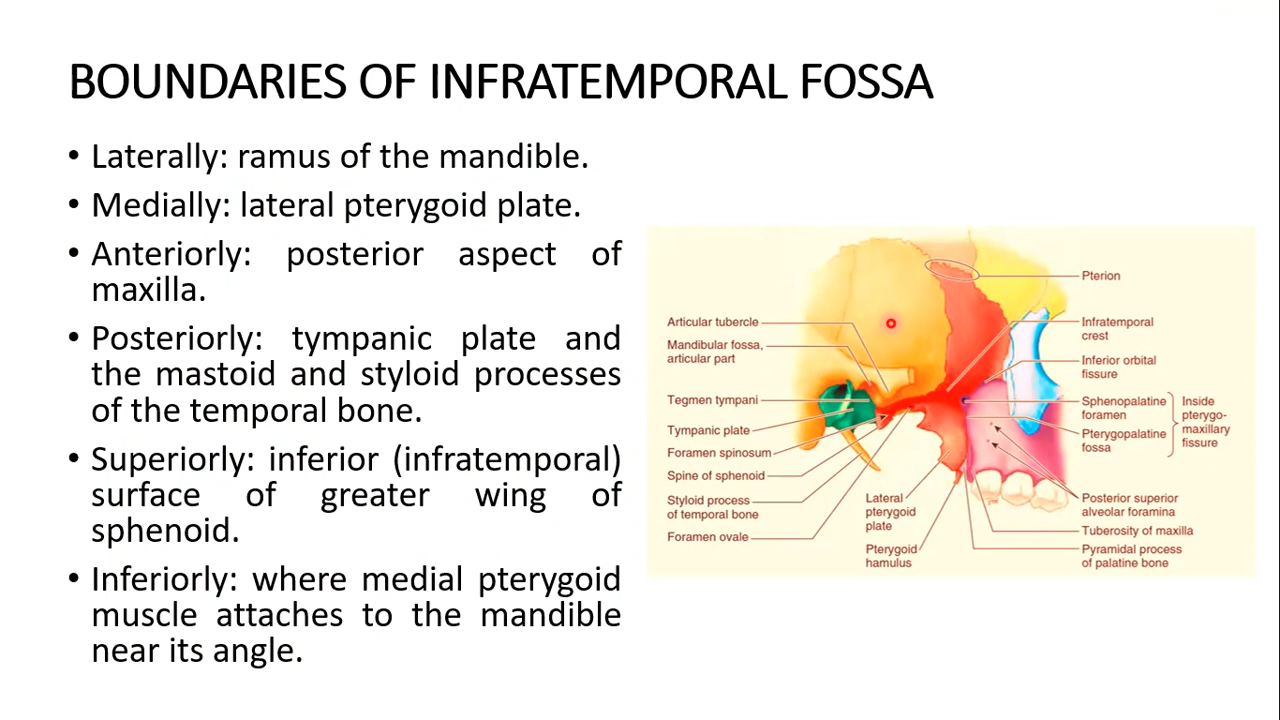 BOUNDARIES OF INFRATEMPORAL FOSSA
• Laterally: ramus of the mandible.
• Medially: lateral pterygoid plate.
• Anteriorly: posterior aspect of
maxilla.
• Posteriorly: tympanic plate and
the mastoid and styloid processes
of the temporal bone.
• Superiorly: inferior (infratemporal)
surface of greater wing of
sphenoid.
• Inferiorly: where medial pterygoid
muscle attaches to the mandible
near its angle.
Articular tubercle
Mandibular fossa,
articular part
Tegmen tympani
Tympanic plate
Foramen spinosum
Spine of sphenoid
Styloid process
of temporal bone
Foramen ovale
Lateral
pterygoid
plate
Pterygoid
hamulus
Pterion
Infratemporal
crest
Inferior orbital
fissure
Sphenopalatine
foramen
Pterygopalatine
fossa
Inside
pterygo-
maxillary
fissure
Posterior superior
alveolar foramina
Tuberosity of maxilla
Pyramidal process
of palatine bone